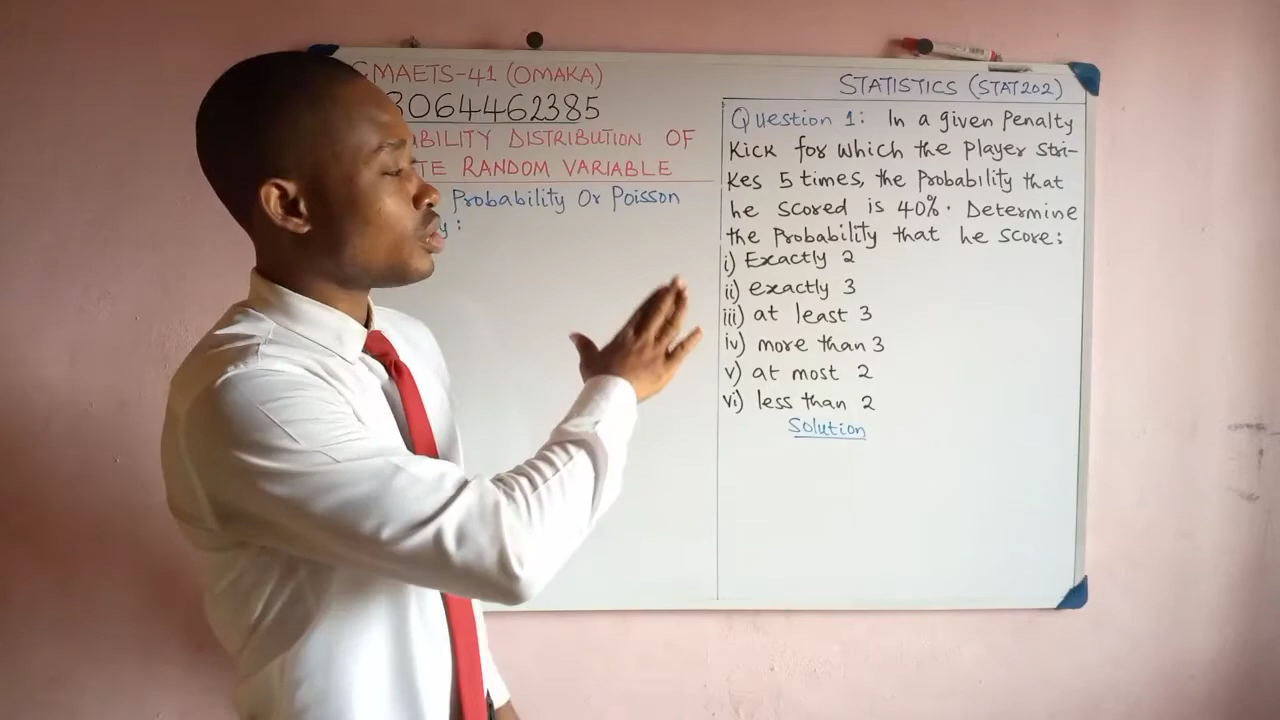 GMAETS-41 (OMAKA)
3064462385
BILITY DISTRIBUTION OF
TE RANDOM VARIABLE
Probability Or Poisson
y:
STATISTICS (STAT202)
Question 1: In a given Penalty
Kick for which the Player Stri-
Kes 5 times, the Probability that
he scored is 40%. Determine
the Probability that he score:
i) Exactly 2
ii) exactly 3
iii) at least 3
iv) more than 3
v) at most 2
vi) less than 2
Solution